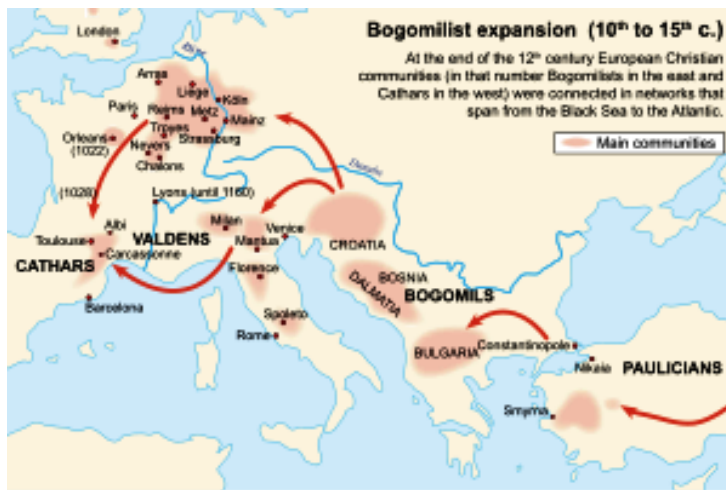 Bogomilist expansion (10th to 15th c.)
At the end of the 12th century European Christian
communities (in that number Bogomilists in the east and
Cathars in the west) were connected in networks that
span from the Black Sea to the Atlantic.
Main communities
London
Arras
Liege
Köln
Paris
Reims
Metz
Mainz
Orleans
(1022)
Troyes
Strassburg
Nevers
Chalons
Danube
(1028)
Lyons (until 1160)
Albi
Milan
Venice
Toulouse
VALDENS
Mantua
CROATIA
Carcassonne
CATHARS
Florence
BOSNIA
DALMATIA
BOGOMILS
Barcelona
Spoleto
Rome
BULGARIA
Constantinopole
Nikaia
PAULICIANS
Smyrna